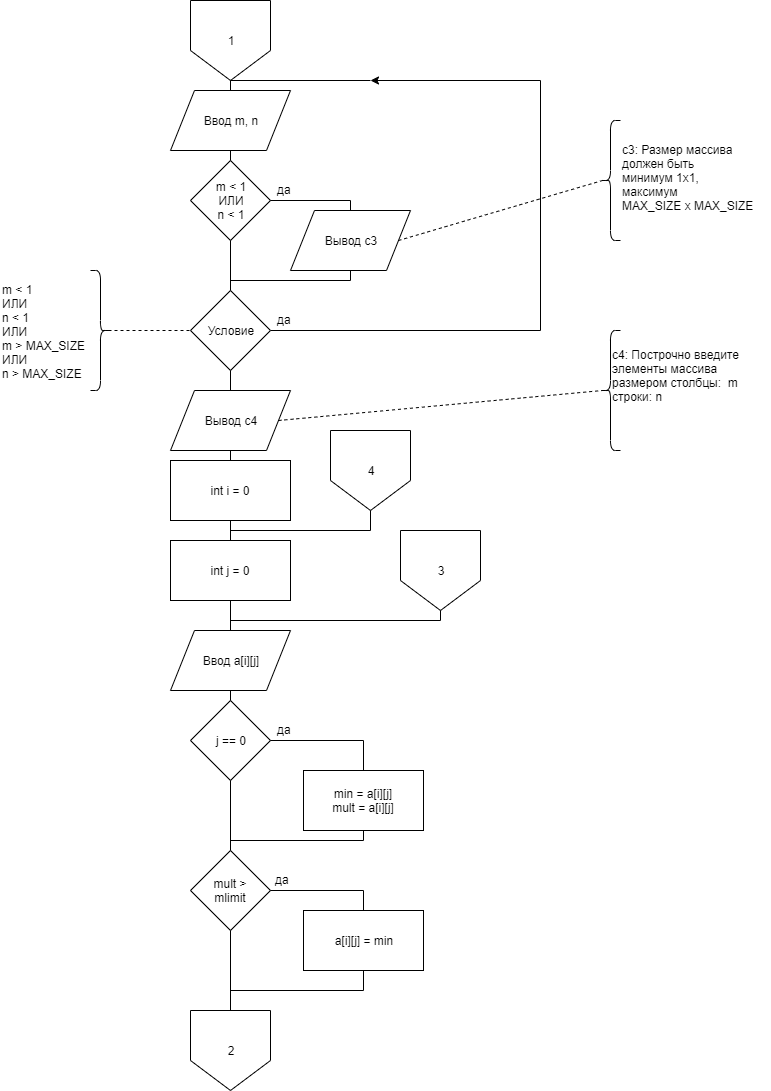 1
Ввод m, n
m < 1
ИЛИ
n < 1
да
Вывод c3
c3: Размер массива
должен быть
минимум 1x1,
максимум
MAX_SIZE x MAX_SIZE
Условие
да
m < 1
ИЛИ
n < 1
ИЛИ
m > MAX_SIZE
ИЛИ
n > MAX_SIZE
Вывод c4
c4: Построчно введите
элементы массива
размером столбцы: m
строки: n
int i = 0
4
int j = 0
3
Ввод a[i][j]
j == 0
да
min = a[i][j]
mult = a[i][j]
mult >
mlimit
да
a[i][j] = min
2